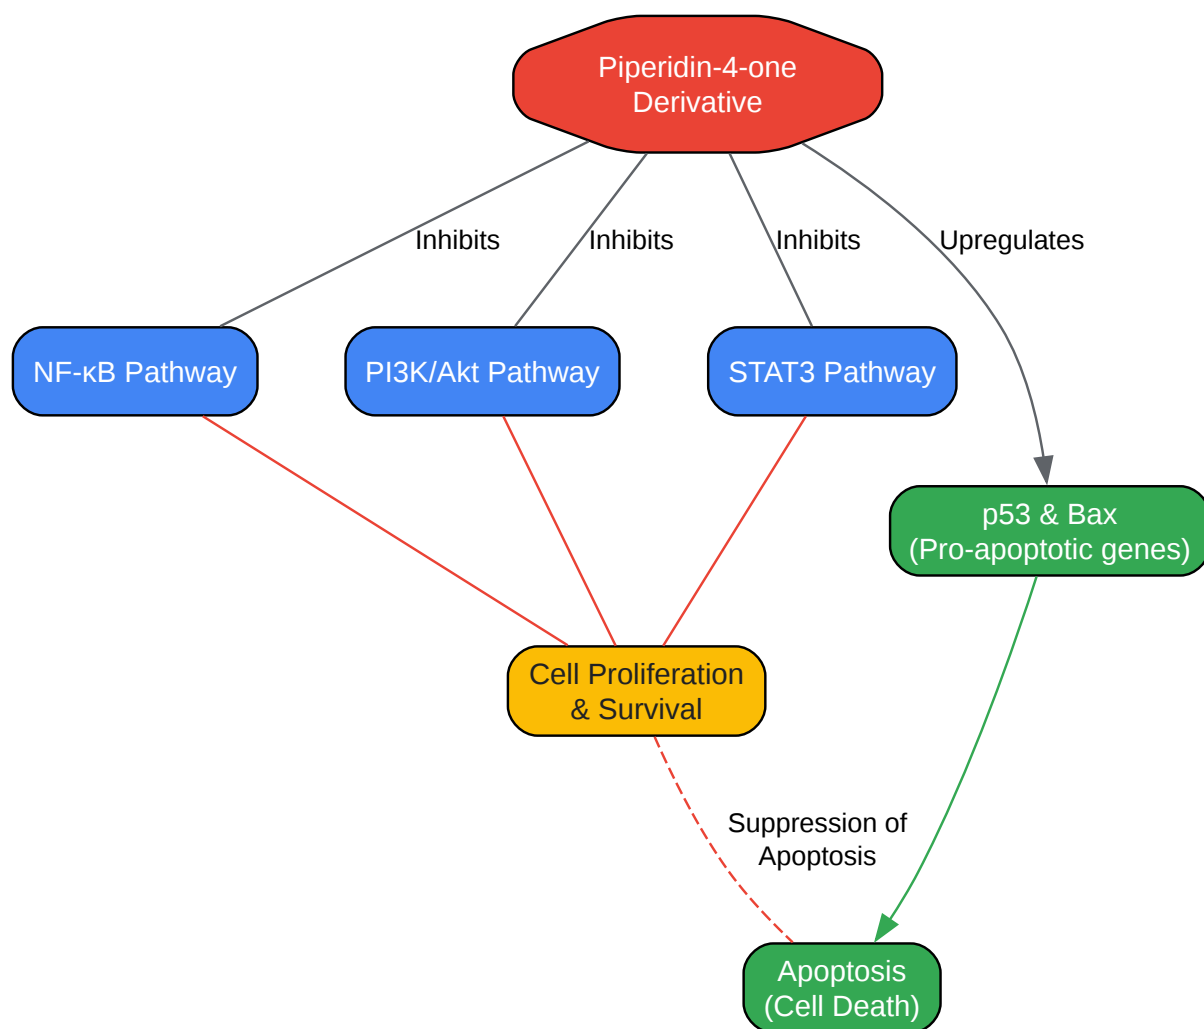 Piperidin-4-one
Derivative
Inhibits
Inhibits
Inhibits
Upregulates
NF-κB Pathway
PI3K/Akt Pathway
STAT3 Pathway
p53 & Bax
(Pro-apoptotic genes)
Cell Proliferation
& Survival
Suppression of
Apoptosis
Apoptosis
(Cell Death)